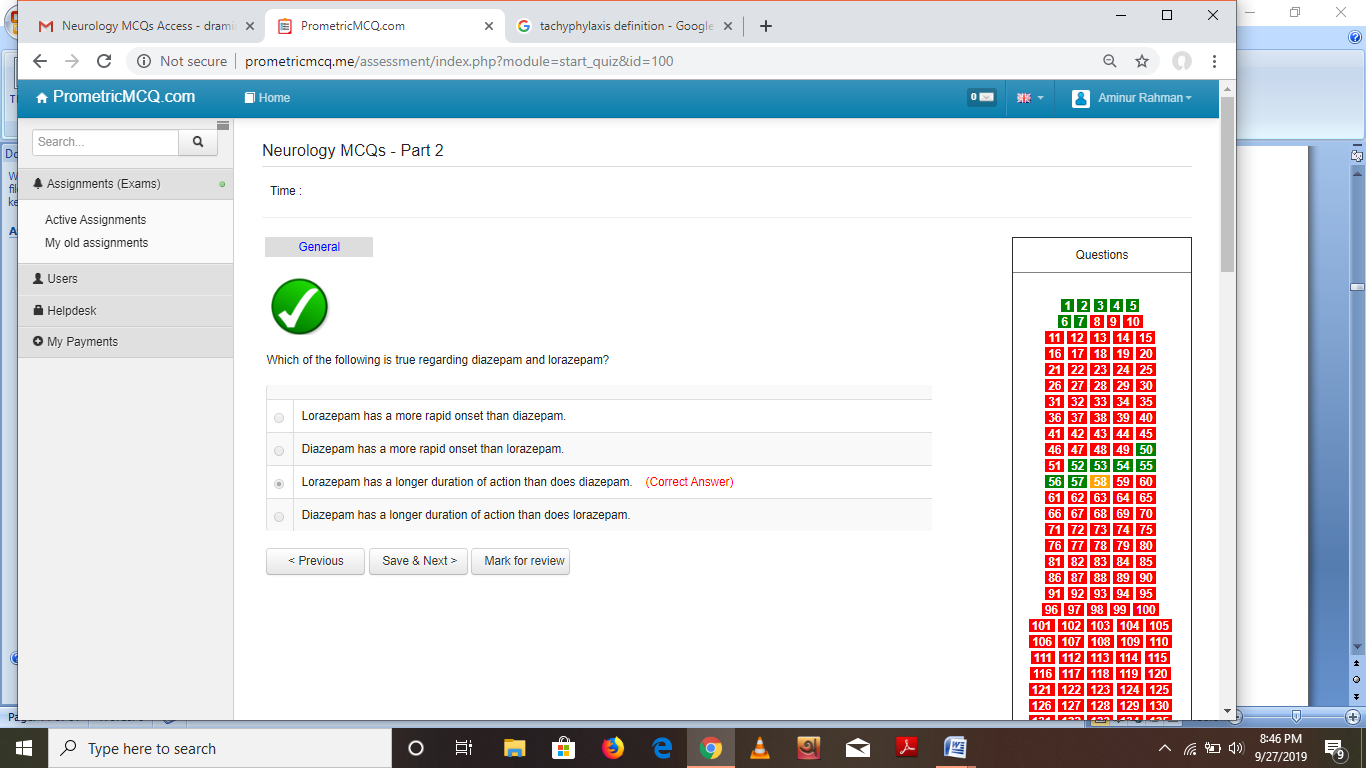 Neurology MCQs Access - drami
PrometricMCQ.com
tachyphylaxis definition - Google
Not secure | prometricmcq.me/assessment/index.php?module=start_quiz&id=100
PrometricMCQ.com
Home
0
Aminur Rahman
Search...
Assignments (Exams)
Active Assignments
My old assignments
Users
Helpdesk
My Payments
Neurology MCQs - Part 2
Time :
General
Which of the following is true regarding diazepam and lorazepam?
Lorazepam has a more rapid onset than diazepam.
Diazepam has a more rapid onset than lorazepam.
Lorazepam has a longer duration of action than does diazepam. (Correct Answer)
Diazepam has a longer duration of action than does lorazepam.
< Previous
Save & Next >
Mark for review
Questions
1 2 3 4 5
6 7 8 9 10
11 12 13 14 15
16 17 18 19 20
21 22 23 24 25
26 27 28 29 30
31 32 33 34 35
36 37 38 39 40
41 42 43 44 45
46 47 48 49 50
51 52 53 54 55
56 57 58 59 60
61 62 63 64 65
66 67 68 69 70
71 72 73 74 75
76 77 78 79 80
81 82 83 84 85
86 87 88 89 90
91 92 93 94 95
96 97 98 99 100
101 102 103 104 105
106 107 108 109 110
111 112 113 114 115
116 117 118 119 120
121 122 123 124 125
126 127 128 129 130
Type here to search
8:46 PM
9/27/2019
9